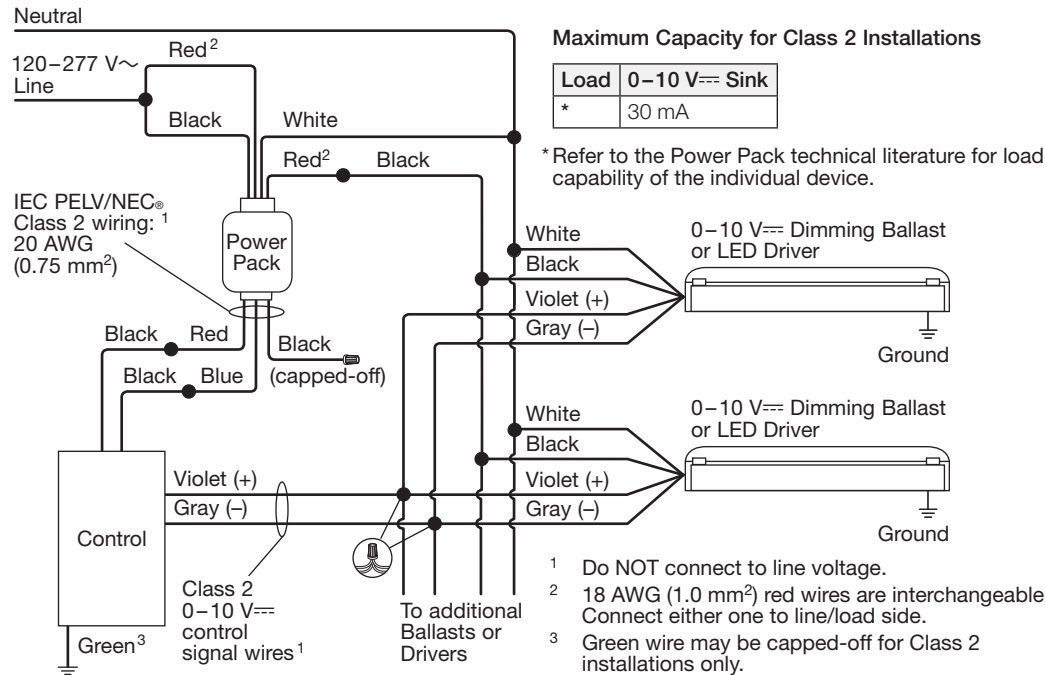 Neutral
120–277 V~
Line
Red²
Black
White
Red² Black
Maximum Capacity for Class 2 Installations
Load 0–10 V⎓ Sink
* 30 mA
* Refer to the Power Pack technical literature for load
capability of the individual device.
IEC PELV/NEC®
Class 2 wiring: ¹
20 AWG
(0.75 mm²)
Power
Pack
White
Black
Violet (+)
Gray (–)
0–10 V⎓ Dimming Ballast
or LED Driver
Ground
Black Red
Black Blue
Black
(capped-off)
White
Black
Violet (+)
Gray (–)
0–10 V⎓ Dimming Ballast
or LED Driver
Ground
Violet (+)
Gray (–)
Control
Green³
Class 2
0–10 V⎓
control
signal wires¹
To additional
Ballasts or
Drivers
¹ Do NOT connect to line voltage.
² 18 AWG (1.0 mm²) red wires are interchangeable
Connect either one to line/load side.
³ Green wire may be capped-off for Class 2
installations only.